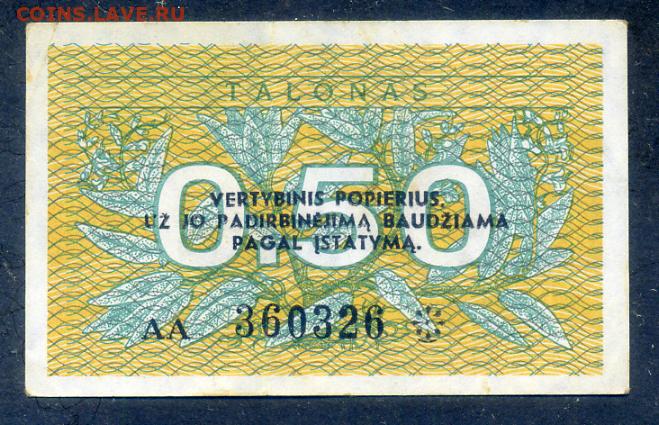 COINS.LAVE.RU
TALONAS
0,50
VERTYBINIS POPIERIUS.
UŽ JO PADIRBINĖJIMĄ BAUDŽIAMA
PAGAL ĮSTATYMĄ.
AA 360326